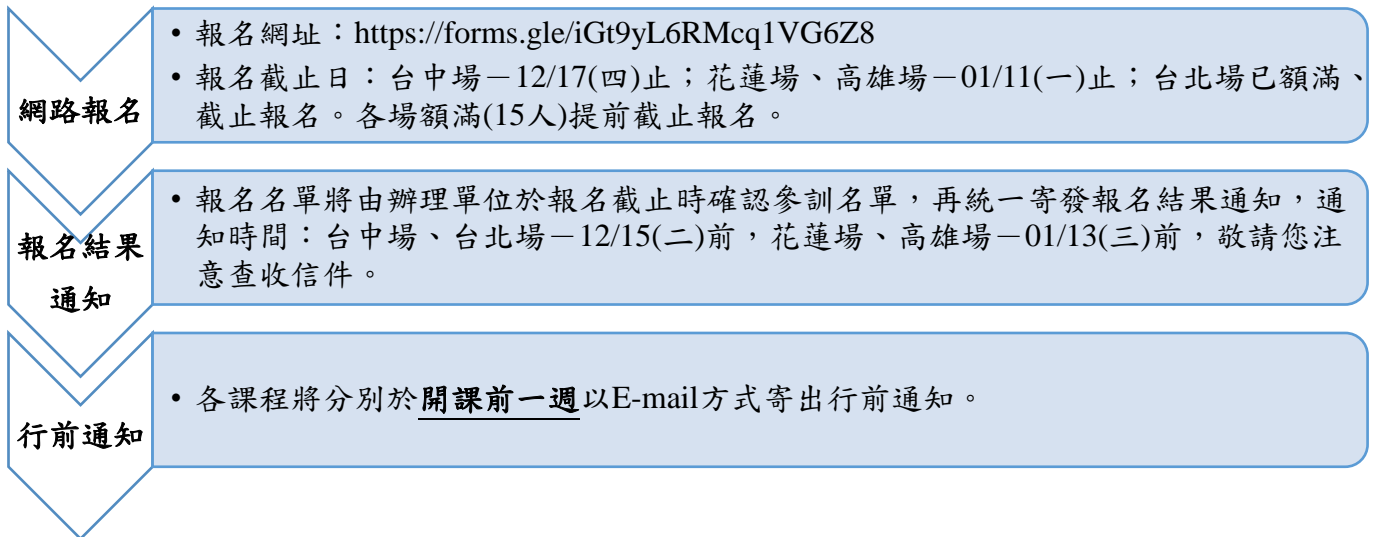 網路報名
• 報名網址：https://forms.gle/iGt9yL6RMcq1VG6Z8
• 報名截止日：台中場－12/17(四)止；花蓮場、高雄場－01/11(一)止；台北場已額滿、
截止報名。各場額滿(15人)提前截止報名。
報名結果
通知
• 報名名單將由辦理單位於報名截止時確認參訓名單，再統一寄發報名結果通知，通
知時間：台中場、台北場－12/15(二)前，花蓮場、高雄場－01/13(三)前，敬請您注
意查收信件。
行前通知
• 各課程將分別於開課前一週以E-mail方式寄出行前通知。